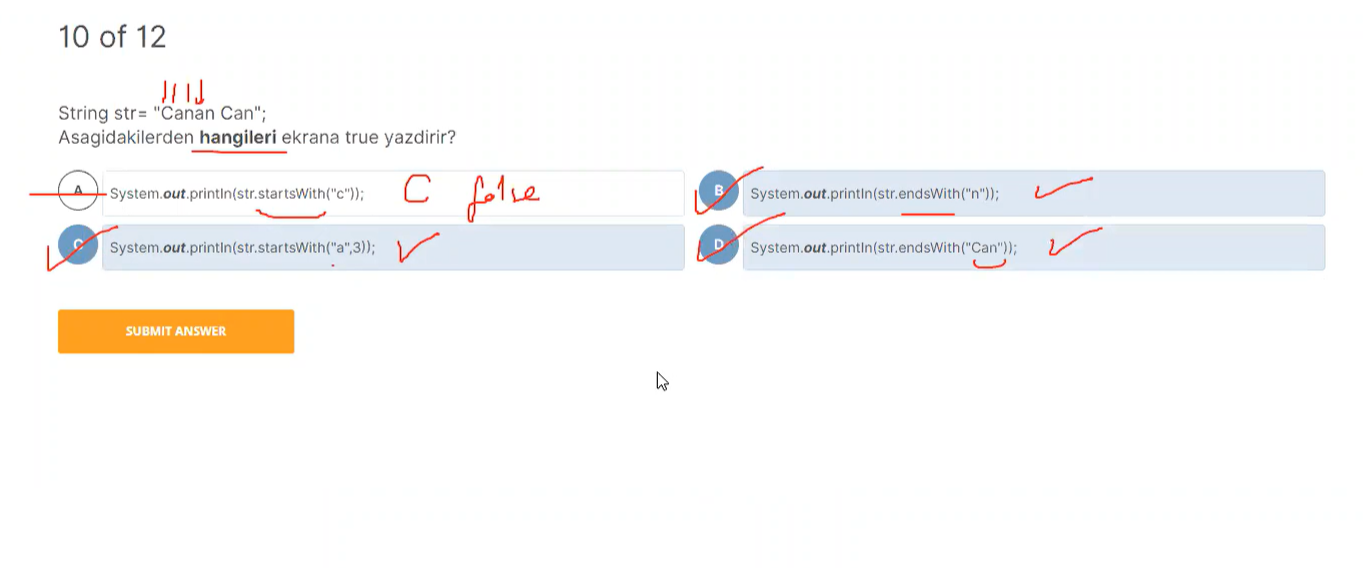 10 of 12
String str= "Canan Can";
Asagidakilerden hangileri ekrana true yazdirir?
A System.out.println(str.startsWith("c")); C false
B System.out.println(str.endsWith("n"));
C System.out.println(str.startsWith("a",3));
D System.out.println(str.endsWith("Can"));
SUBMIT ANSWER